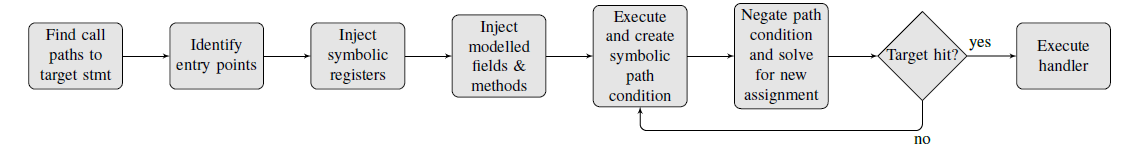 Find call
paths to
target stmt
Identify
entry points
Inject
symbolic
registers
Inject
modelled
fields &
methods
Execute
and create
symbolic
path
condition
Negate path
condition
and solve
for new
assignment
Target hit?
yes
Execute
handler
no